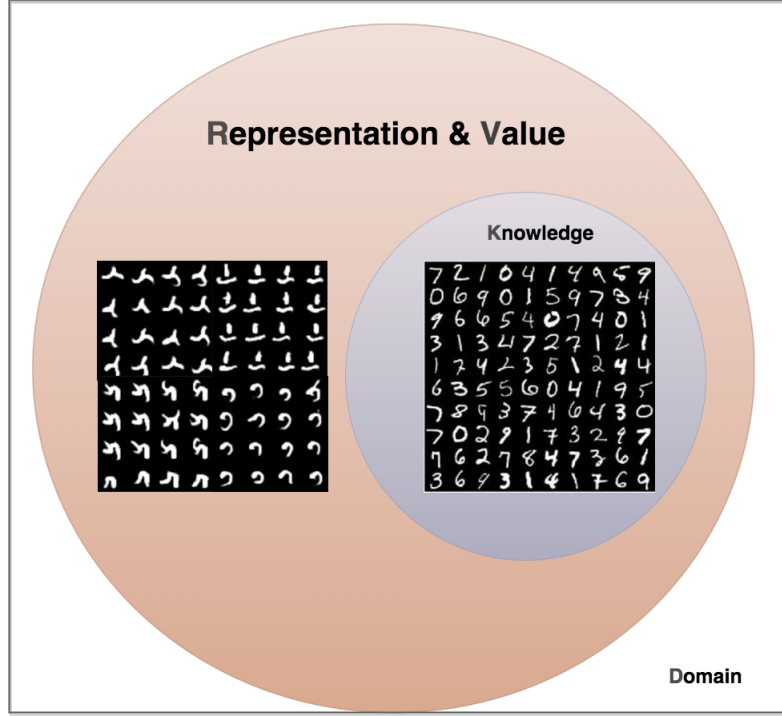 Representation & Value
Knowledge
7 2 1 0 4 1 4 9 5 9
0 6 9 0 1 5 9 7 3 4
9 6 6 5 4 0 7 4 0 1
3 1 3 4 7 2 7 1 2 1
1 7 4 2 3 5 1 2 4 4
6 3 5 5 6 0 4 1 9 5
7 8 9 3 7 4 6 4 3 0
7 0 2 9 1 7 3 2 9 7
7 6 2 7 8 4 7 3 6 1
3 6 9 3 1 4 1 7 6 9
Domain